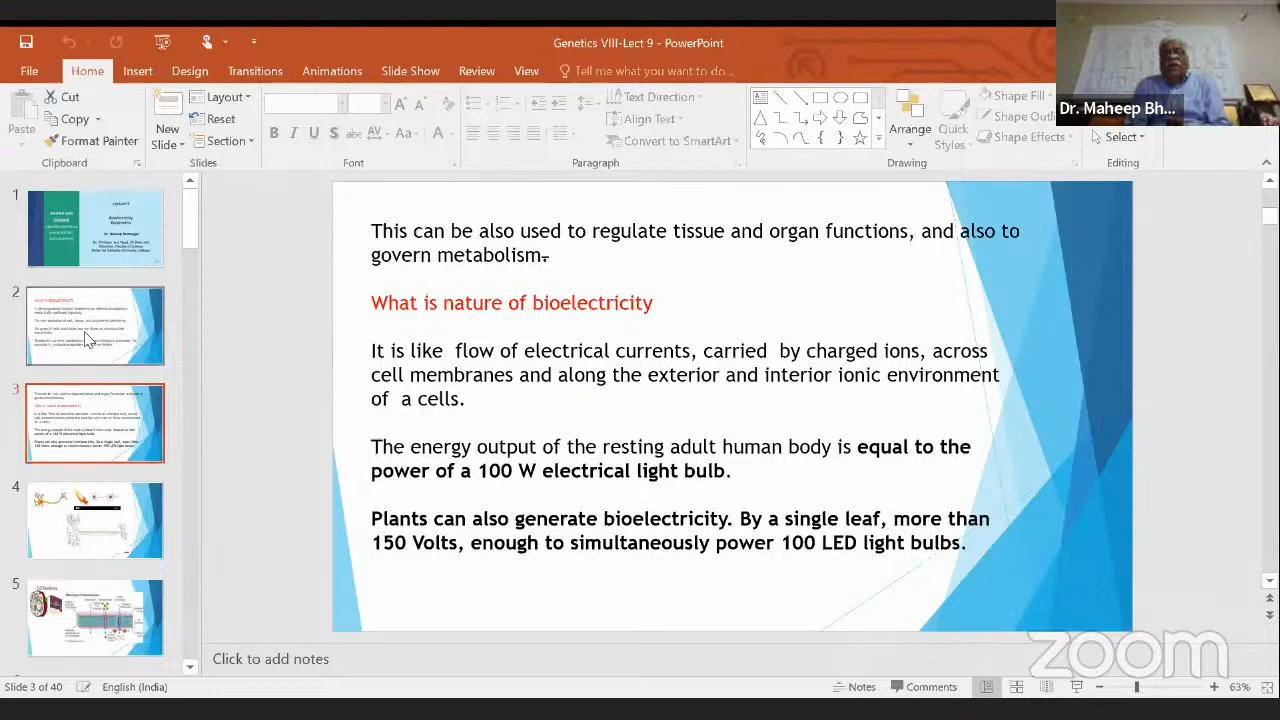 Genetics VIII-Lect 9 - PowerPoint
File Home Insert Design Transitions Animations Slide Show Review View Tell me what you want to do...
Dr. Maheep Bh...
Paste
Cut
Copy
Format Painter
Clipboard
New
Slide
Layout
Reset
Section
Slides
Font
Text Direction
Align Text
Convert to SmartArt
Paragraph
Arrange
Quick
Styles
Shape Fill
Shape Effects
Drawing
Select
Editing
1
2
3
4
5
This can be also used to regulate tissue and organ functions, and also to
govern metabolism.
What is nature of bioelectricity
It is like flow of electrical currents, carried by charged ions, across
cell membranes and along the exterior and interior ionic environment
of a cells.
The energy output of the resting adult human body is equal to the
power of a 100 W electrical light bulb.
Plants can also generate bioelectricity. By a single leaf, more than
150 Volts, enough to simultaneously power 100 LED light bulbs.
Click to add notes
zoom
Slide 3 of 40 English (India) Notes Comments 63%